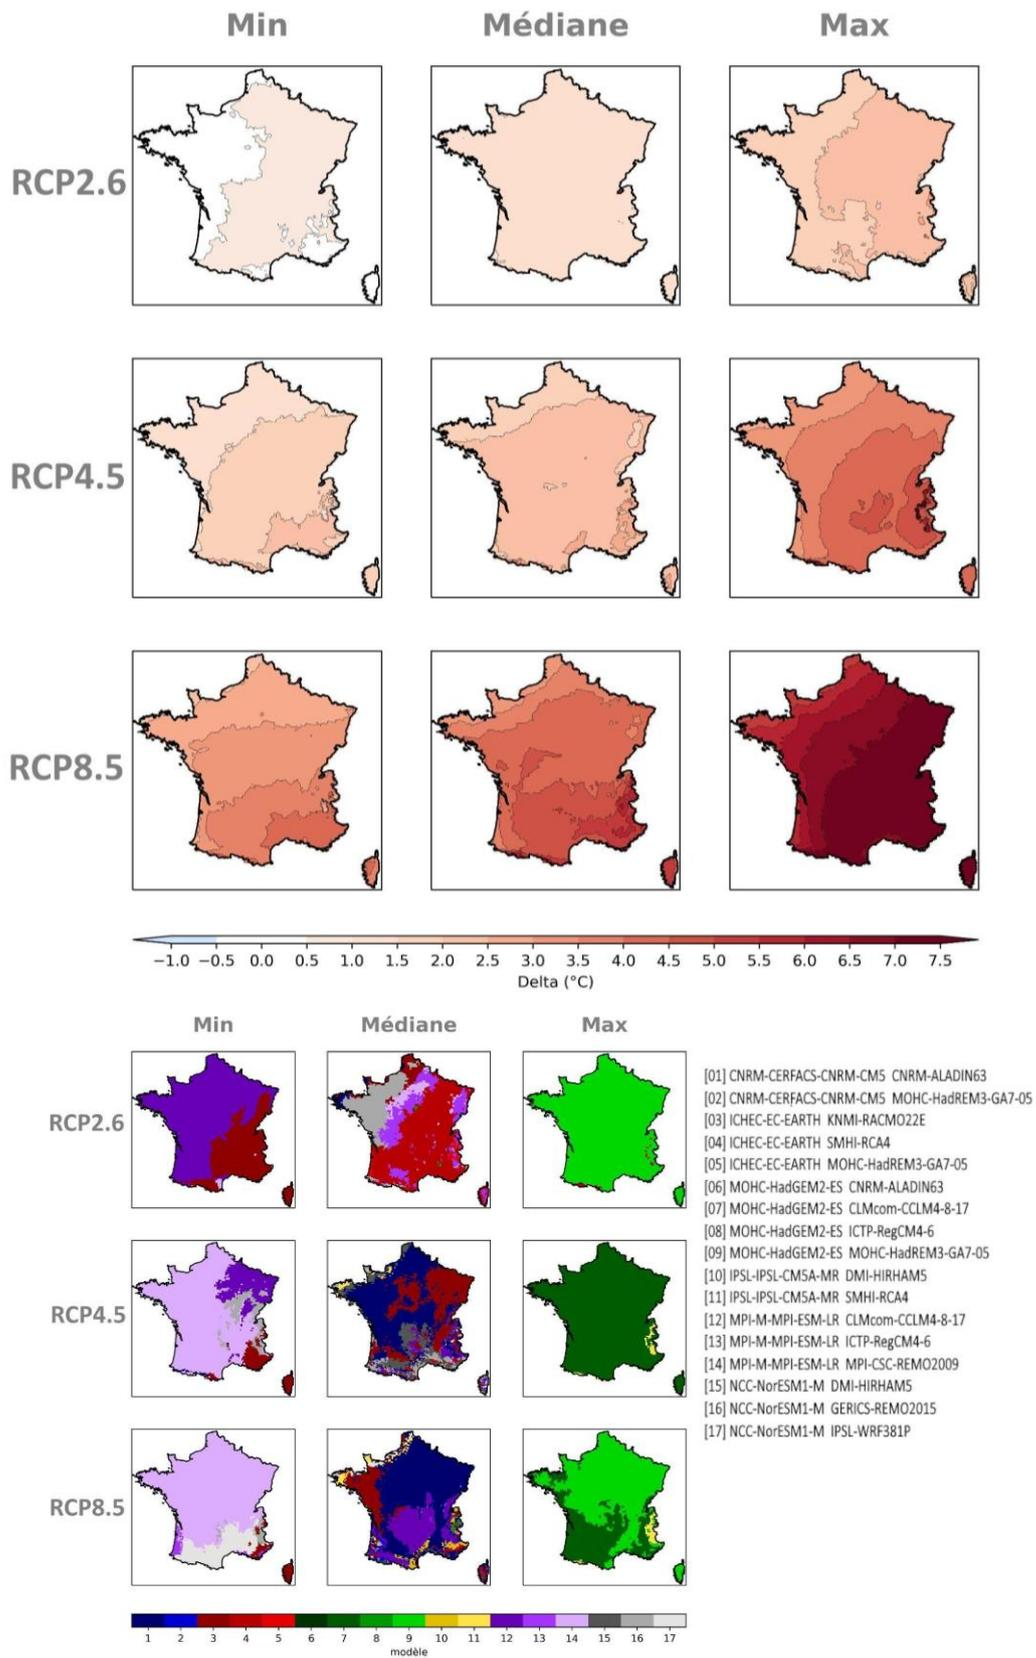 Min Médiane Max
RCP2.6
RCP4.5
RCP8.5
−1.0 −0.5 0.0 0.5 1.0 1.5 2.0 2.5 3.0 3.5 4.0 4.5 5.0 5.5 6.0 6.5 7.0 7.5
Delta (°C)
Min Médiane Max
RCP2.6
RCP4.5
RCP8.5
[01] CNRM-CERFACS-CNRM-CM5 CNRM-ALADIN63
[02] CNRM-CERFACS-CNRM-CM5 MOHC-HadREM3-GA7-05
[03] ICHEC-EC-EARTH KNMI-RACMO22E
[04] ICHEC-EC-EARTH SMHI-RCA4
[05] ICHEC-EC-EARTH MOHC-HadREM3-GA7-05
[06] MOHC-HadGEM2-ES CNRM-ALADIN63
[07] MOHC-HadGEM2-ES CLMcom-CCLM4-8-17
[08] MOHC-HadGEM2-ES ICTP-RegCM4-6
[09] MOHC-HadGEM2-ES MOHC-HadREM3-GA7-05
[10] IPSL-IPSL-CM5A-MR DMI-HIRHAM5
[11] IPSL-IPSL-CM5A-MR SMHI-RCA4
[12] MPI-M-MPI-ESM-LR CLMcom-CCLM4-8-17
[13] MPI-M-MPI-ESM-LR ICTP-RegCM4-6
[14] MPI-M-MPI-ESM-LR MPI-CSC-REMO2009
[15] NCC-NorESM1-M DMI-HIRHAM5
[16] NCC-NorESM1-M GERICS-REMO2015
[17] NCC-NorESM1-M IPSL-WRF381P
1 2 3 4 5 6 7 8 9 10 11 12 13 14 15 16 17
modèle